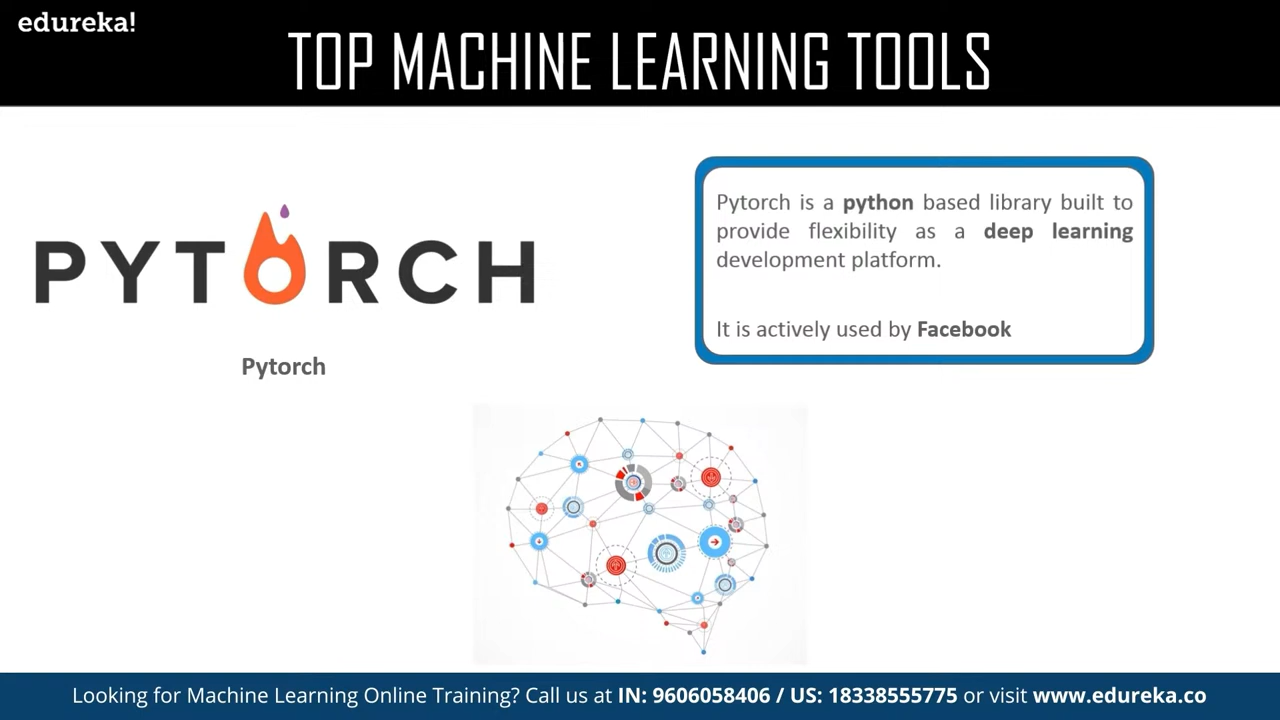 edureka!
TOP MACHINE LEARNING TOOLS
PYTORCH
Pytorch
Pytorch is a python based library built to
provide flexibility as a deep learning
development platform.
It is actively used by Facebook
Looking for Machine Learning Online Training? Call us at IN: 9606058406 / US: 18338555775 or visit www.edureka.co